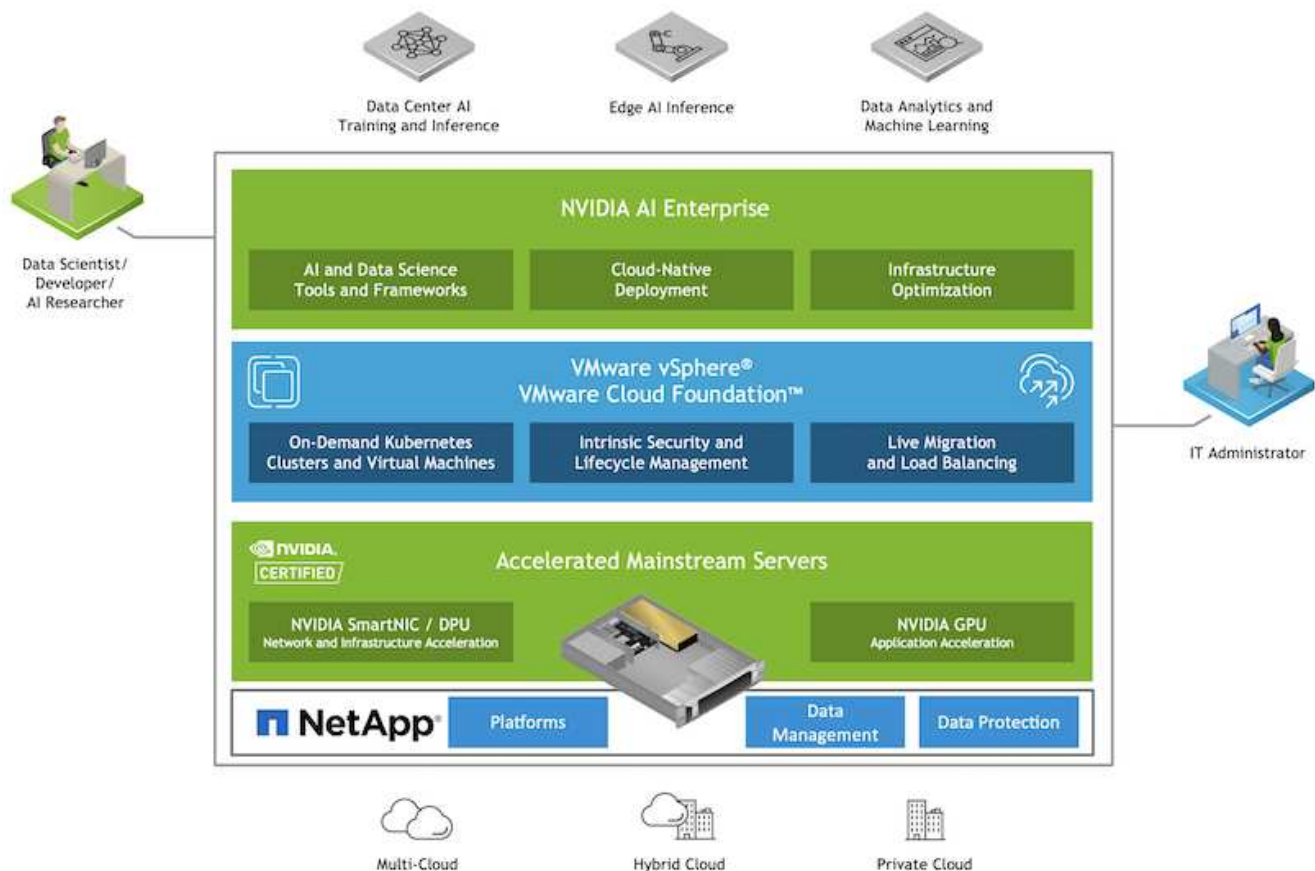 Data Center AI
Training and Inference
Edge AI Inference
Data Analytics and
Machine Learning
Data Scientist/
Developer/
AI Researcher
NVIDIA AI Enterprise
AI and Data Science
Tools and Frameworks
Cloud-Native
Deployment
Infrastructure
Optimization
VMware vSphere®
VMware Cloud Foundation™
On-Demand Kubernetes
Clusters and Virtual Machines
Intrinsic Security and
Lifecycle Management
Live Migration
and Load Balancing
IT Administrator
NVIDIA.
CERTIFIED
Accelerated Mainstream Servers
NVIDIA SmartNIC / DPU
Network and Infrastructure Acceleration
NVIDIA GPU
Application Acceleration
NetApp®
Platforms
Data
Management
Data Protection
Multi-Cloud
Hybrid Cloud
Private Cloud